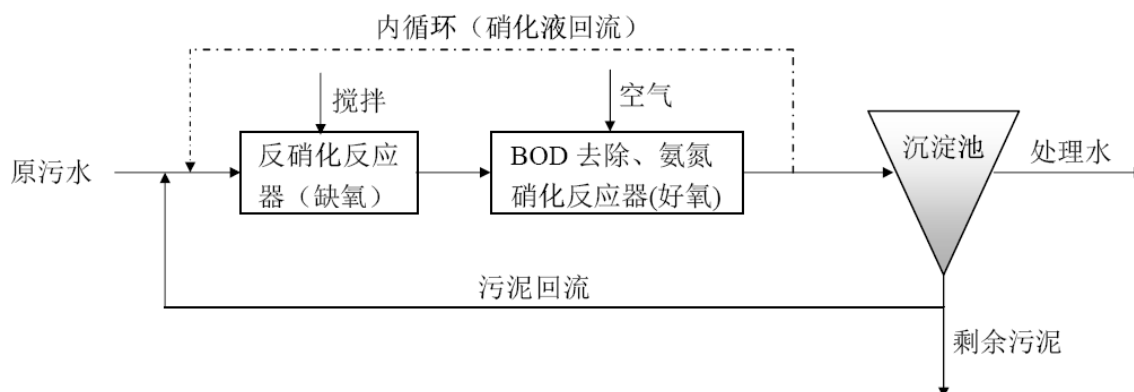 内循环（硝化液回流）
搅拌
空气
原污水
反硝化反应
器（缺氧）
BOD 去除、氨氮
硝化反应器(好氧)
沉淀池
处理水
污泥回流
剩余污泥